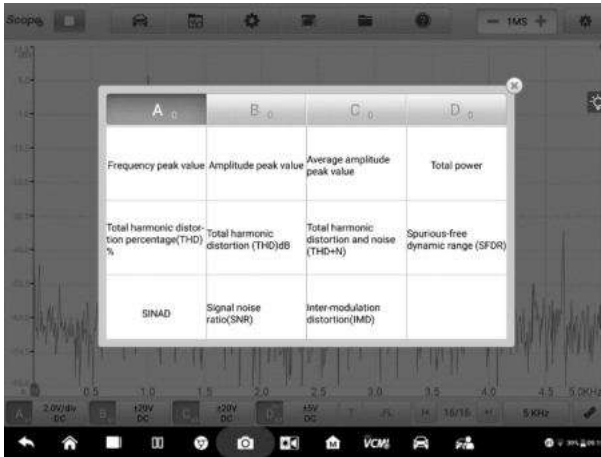 Scope
1MS
A 0
B 0
C 0
D 0
Frequency peak value
Amplitude peak value
Average amplitude
peak value
Total power
Total harmonic distor-
tion percentage(THD)
%
Total harmonic
distortion (THD)dB
Total harmonic
distortion and noise
(THD+N)
Spurious-free
dynamic range (SFDR)
SINAD
Signal noise
ratio(SNR)
Inter-modulation
distortion(IMD)
0.5 1.0 1.5 2.0 2.5 3.0 3.5 4.0 4.5 5.0KHz
A 2.0V/div
DC
B ±20V
DC
C ±20V
DC
D ±5V
DC
16/16
5 KHz
VCMI